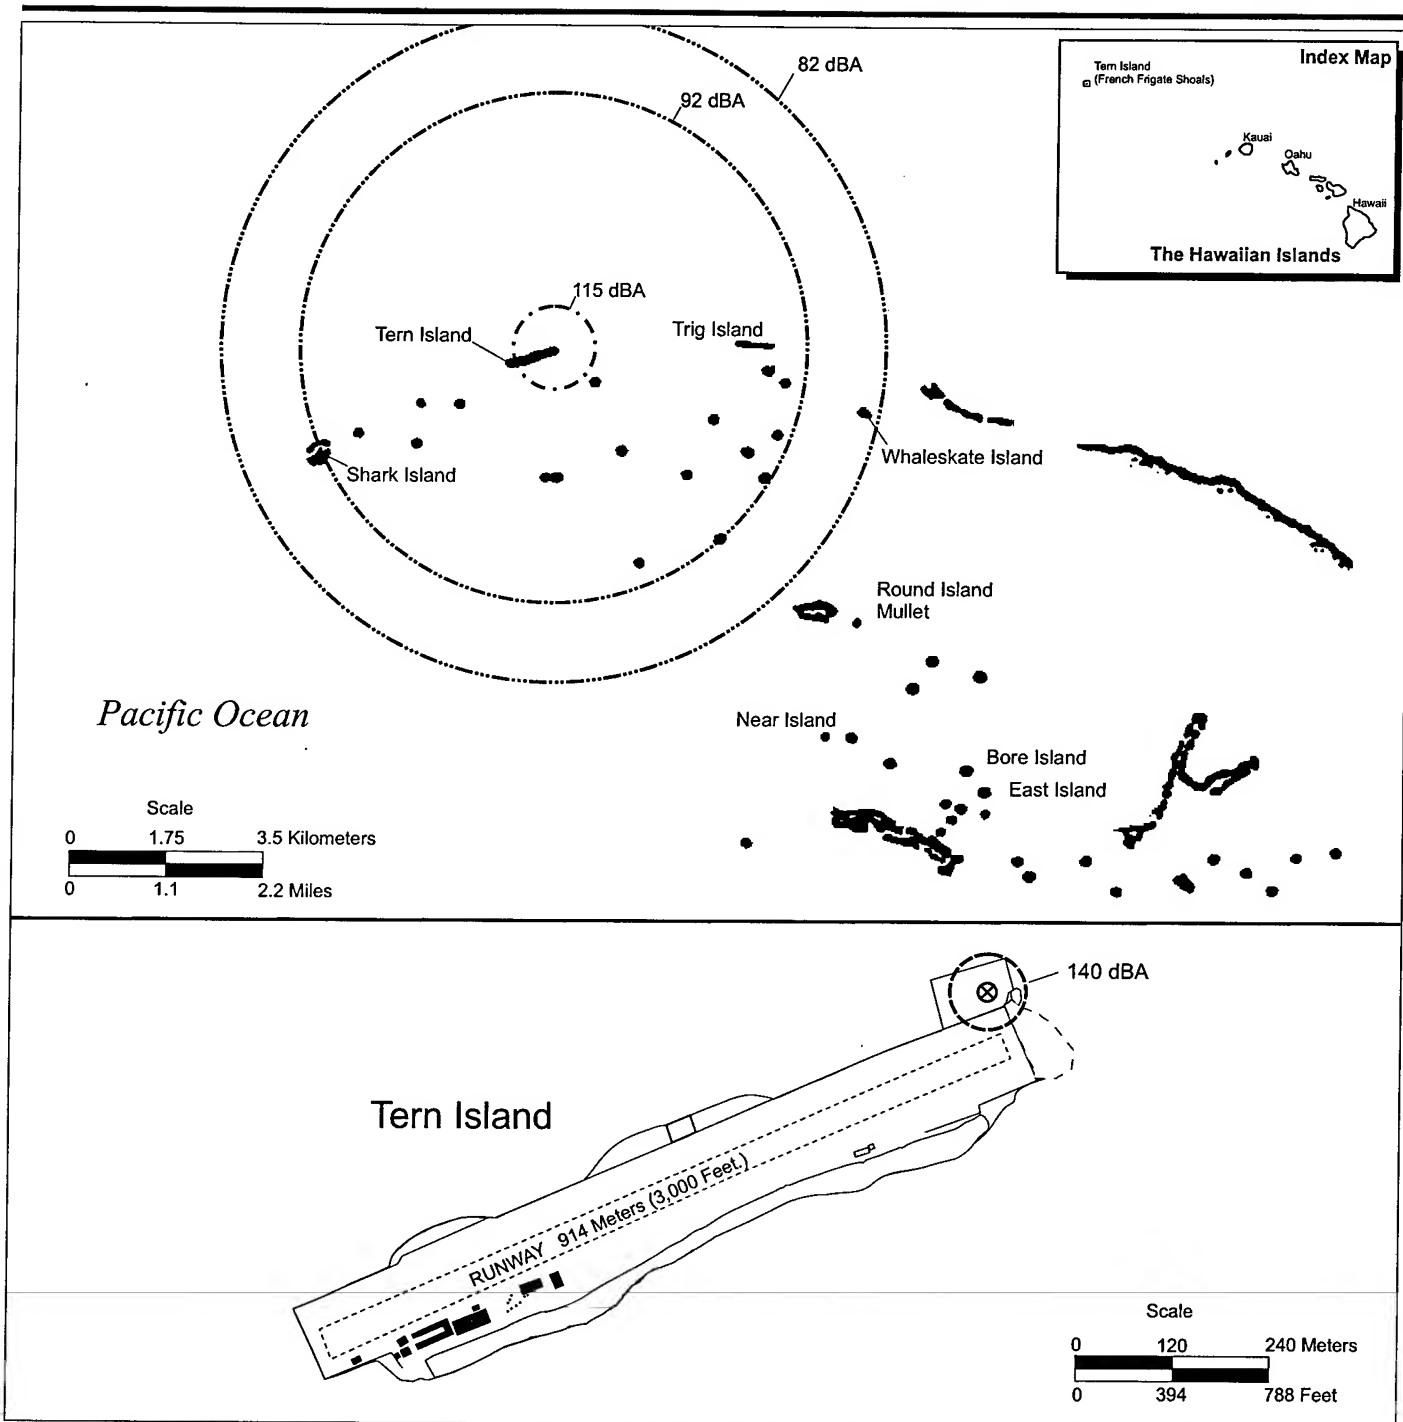 82 dBA
92 dBA
Index Map
Tern Island
(French Frigate Shoals)
Kauai
Oahu
Hawaii
The Hawaiian Islands
115 dBA
Tern Island
Trig Island
Whaleskate Island
Shark Island
Round Island
Mullet
Pacific Ocean
Near Island
Bore Island
East Island
Scale
0 1.75 3.5 Kilometers
0 1.1 2.2 Miles
140 dBA
Tern Island
RUNWAY 914 Meters (3,000 Feet.)
Scale
0 120 240 Meters
0 394 788 Feet